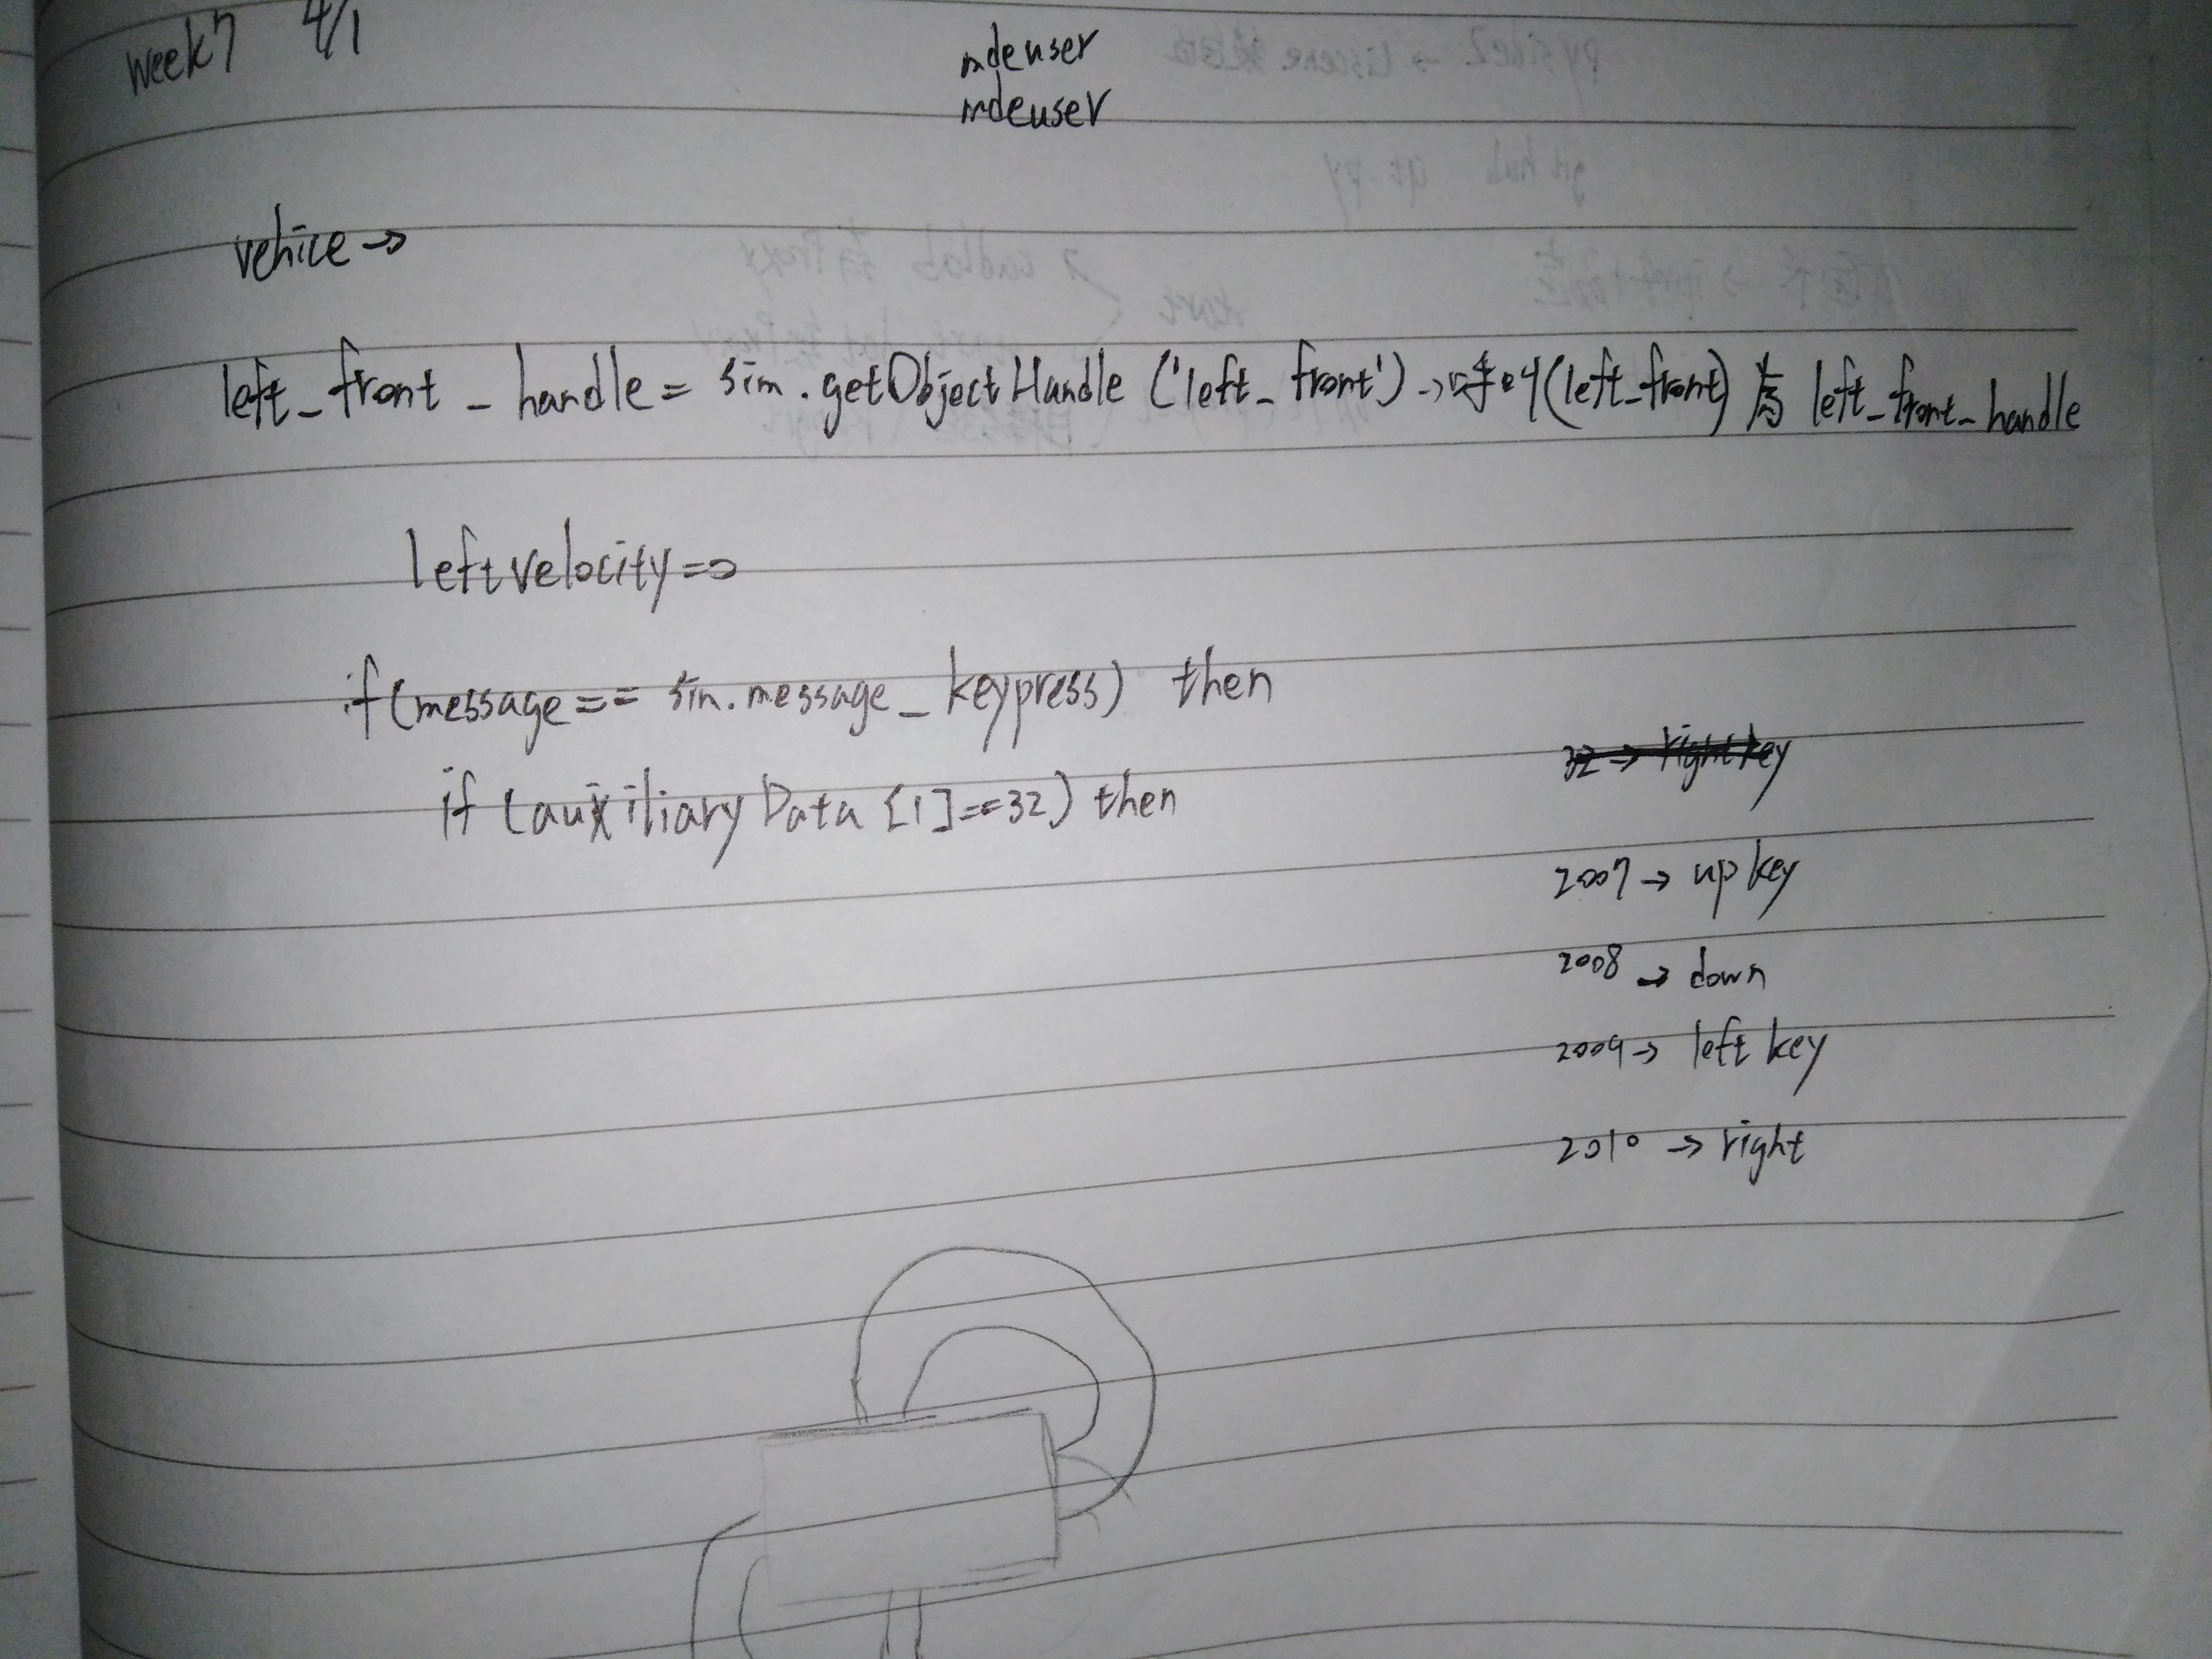 week7 4/1
mdeuser
mdeuser
vehice →
left_front_handle = sim.getObjectHandle ('left_front') → 呼叫(left_front) 為 left_front_handle
leftvelocity =>
if (message == sim.message_keypress) then
32 → right key
if (auxiliaryData [1]==32) then
2007 → up key
2008 → down
2009 → left key
2010 → right